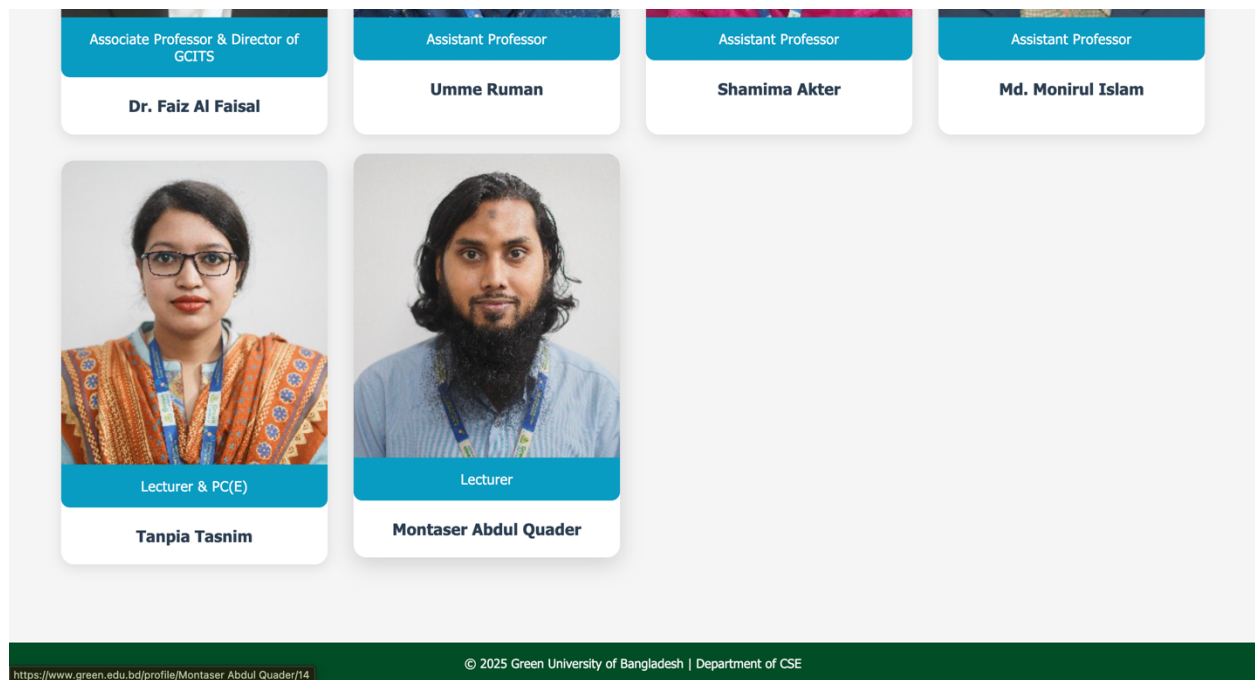 Associate Professor & Director of
GCITS
Dr. Faiz Al Faisal
Assistant Professor
Umme Ruman
Assistant Professor
Shamima Akter
Assistant Professor
Md. Monirul Islam
Lecturer & PC(E)
Tanpia Tasnim
Lecturer
Montaser Abdul Quader
© 2025 Green University of Bangladesh | Department of CSE
https://www.green.edu.bd/profile/Montaser Abdul Quader/14